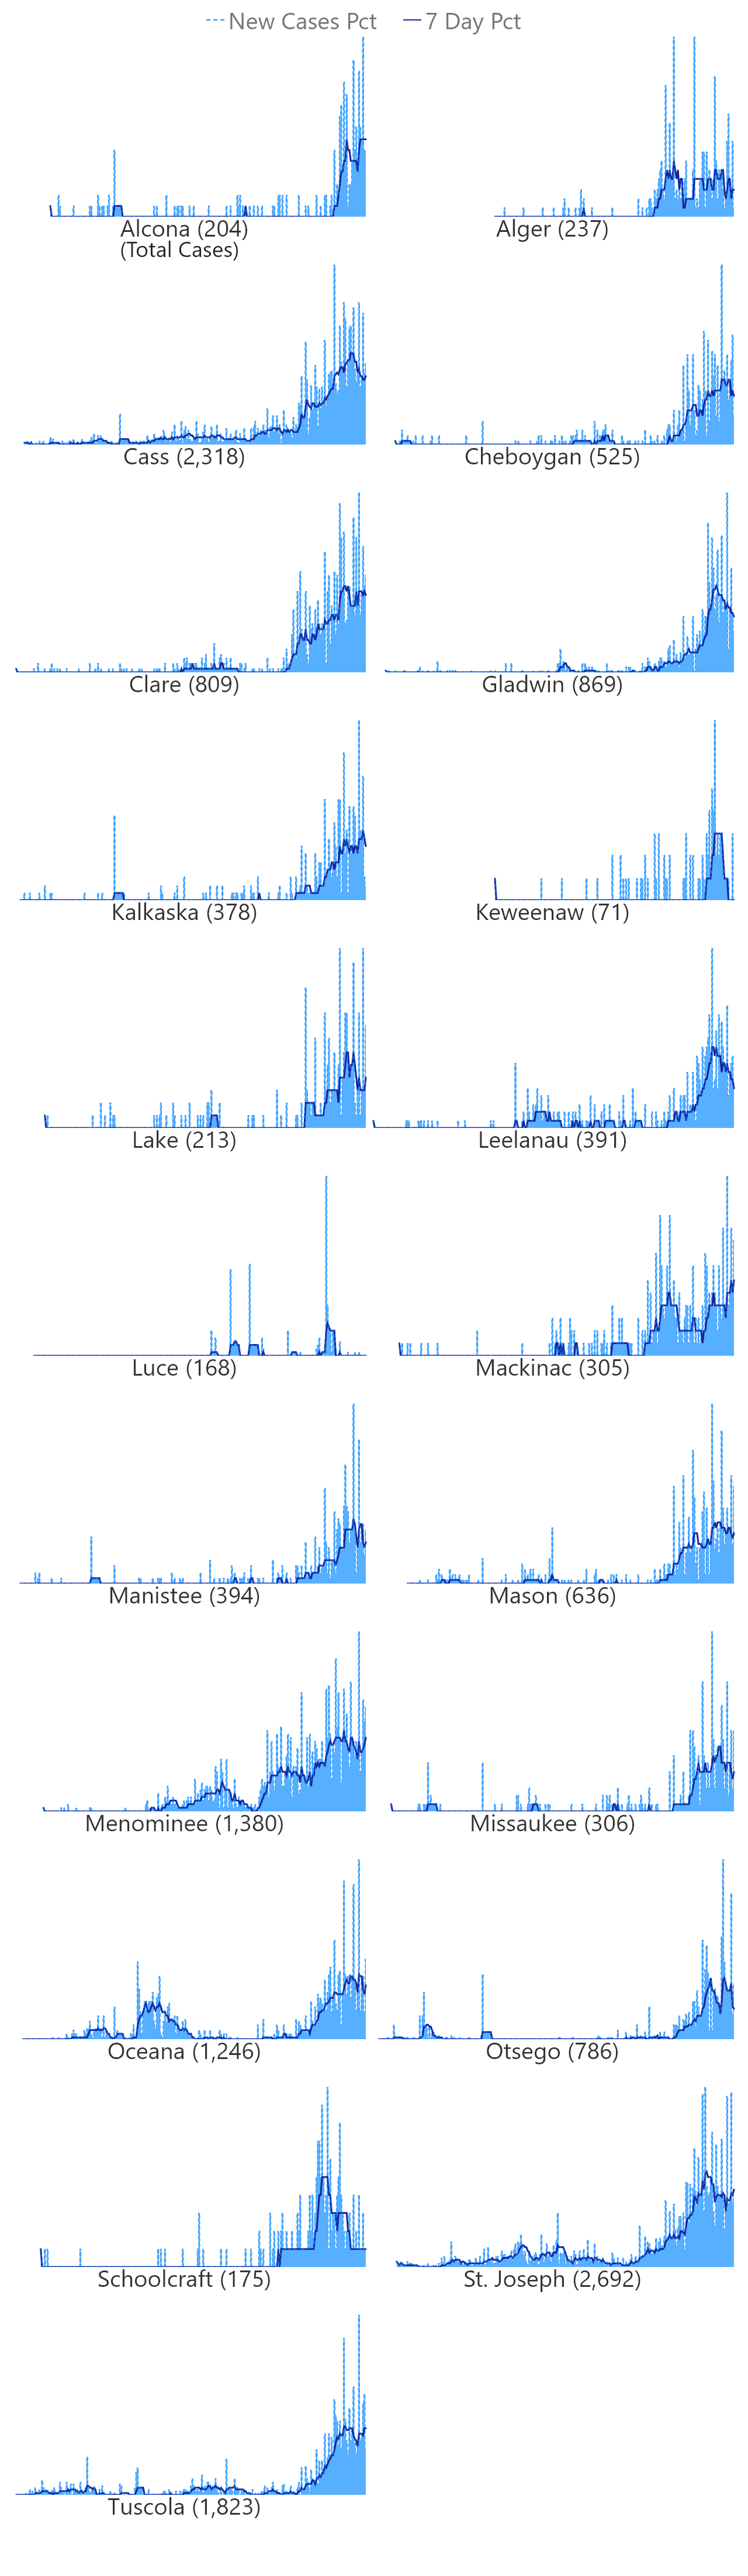 New Cases Pct 7 Day Pct
Alcona (204)
(Total Cases)
Alger (237)
Cass (2,318)
Cheboygan (525)
Clare (809)
Gladwin (869)
Kalkaska (378)
Keweenaw (71)
Lake (213)
Leelanau (391)
Luce (168)
Mackinac (305)
Manistee (394)
Mason (636)
Menominee (1,380)
Missaukee (306)
Oceana (1,246)
Otsego (786)
Schoolcraft (175)
St. Joseph (2,692)
Tuscola (1,823)